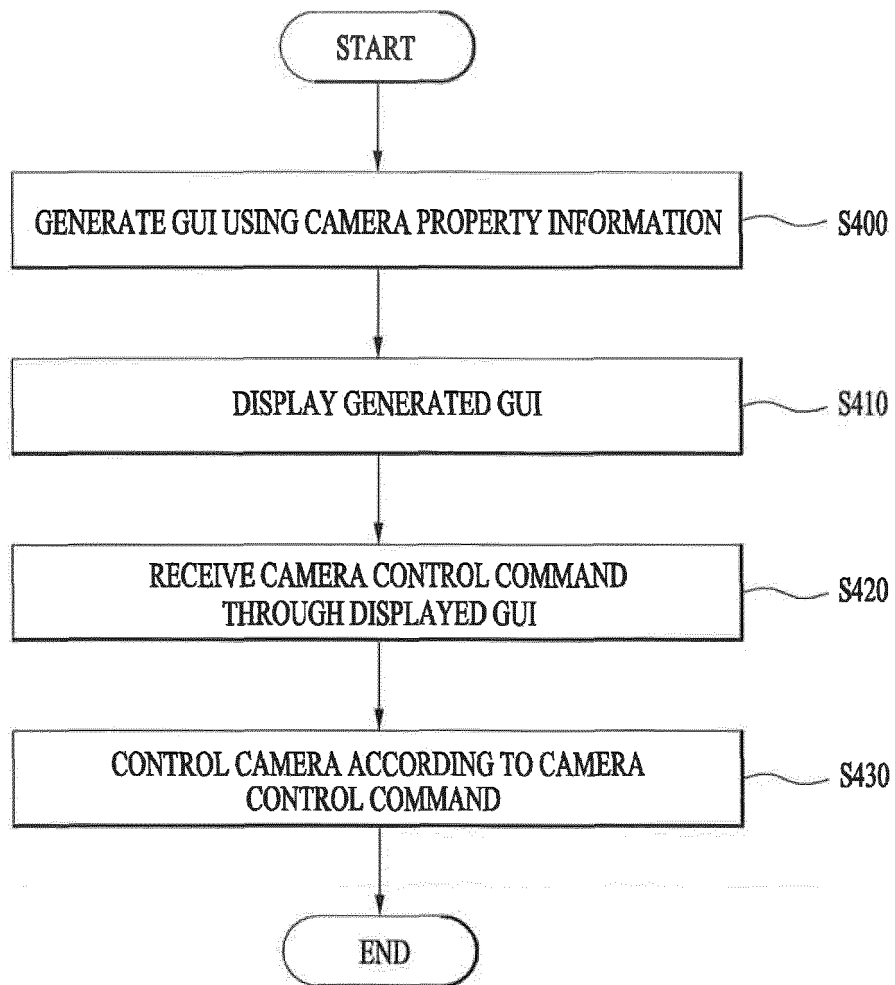 START
GENERATE GUI USING CAMERA PROPERTY INFORMATION
S400
DISPLAY GENERATED GUI
S410
RECEIVE CAMERA CONTROL COMMAND
THROUGH DISPLAYED GUI
S420
CONTROL CAMERA ACCORDING TO CAMERA
CONTROL COMMAND
S430
END